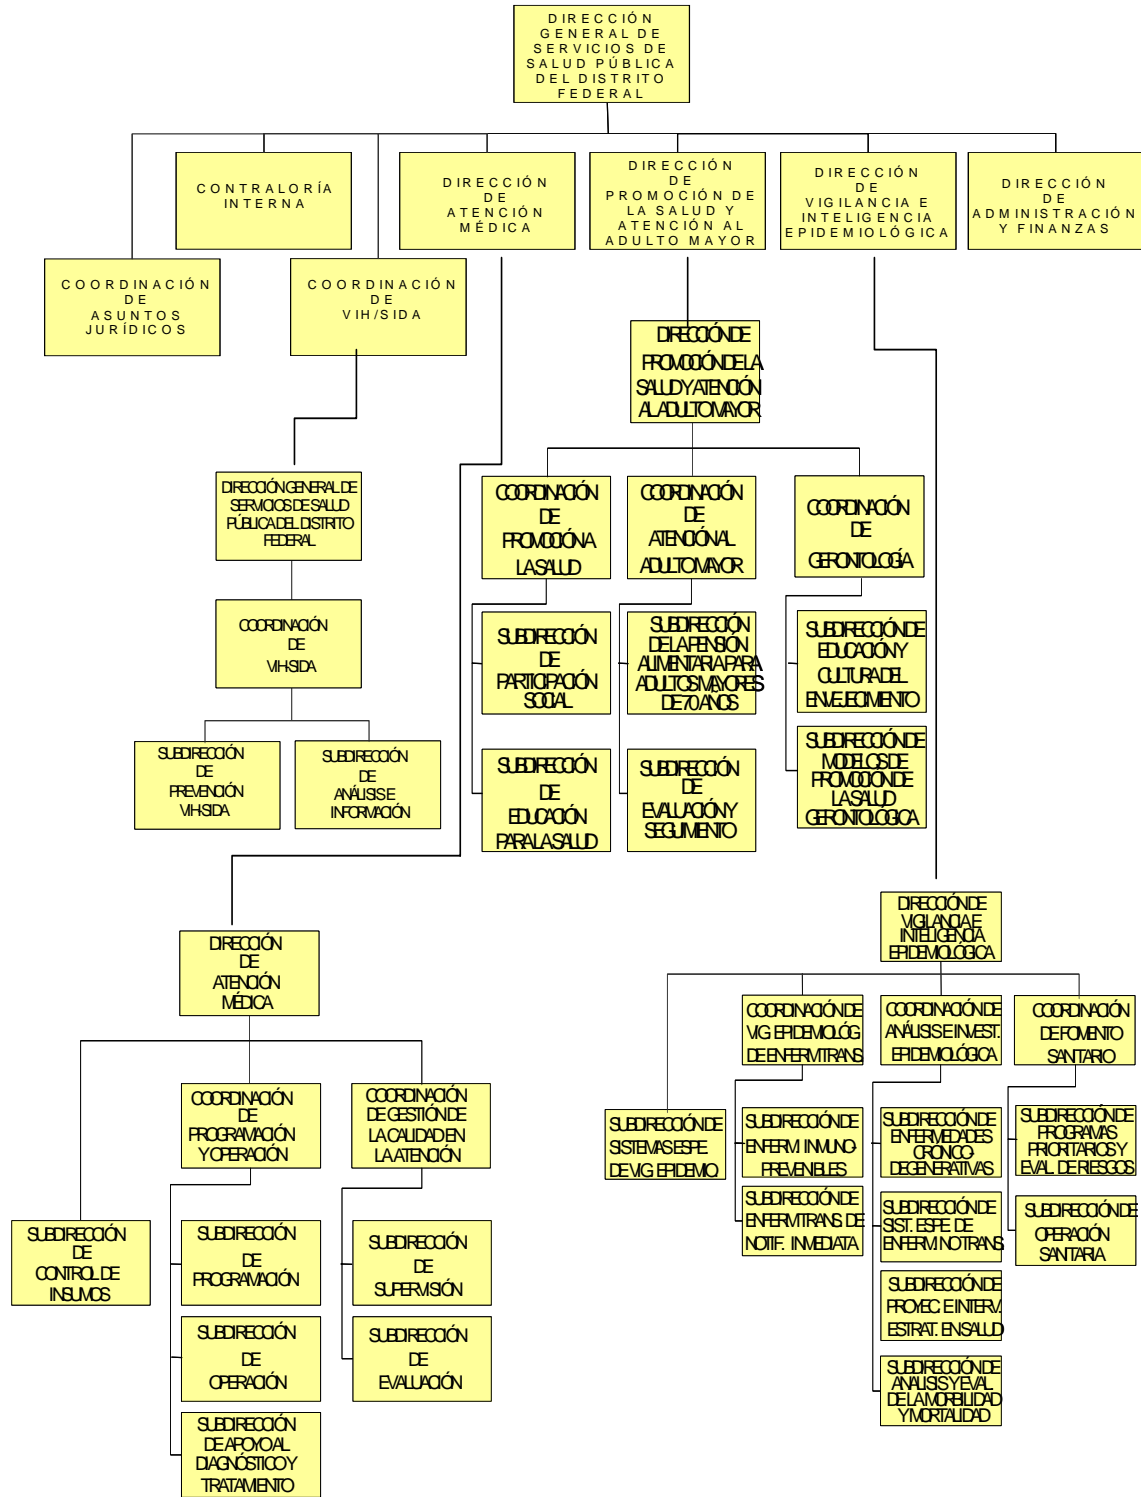 DIRECCIÓN
GENERAL DE
SERVICIOS DE
SALUD PÚBLICA
DEL DISTRITO
FEDERAL
CONTRALORÍA
INTERNA
DIRECCIÓN
DE
ATENCIÓN
MÉDICA
DIRECCIÓN
DE
PROMOCIÓN DE
LA SALUD Y
ATENCIÓN AL
ADULTO MAYOR
DIRECCIÓN
DE
VIGILANCIA E
INTELIGENCIA
EPIDEMIOLÓGICA
DIRECCIÓN
DE
ADMINISTRACIÓN
Y FINANZAS
COORDINACIÓN
DE
ASUNTOS
JURÍDICOS
COORDINACIÓN
DE
VIH/SIDA
DIRECCIÓN DE
PROMOCIÓN DE LA
SALUD Y ATENCIÓN
AL ADULTO MAYOR
DIRECCIÓN GENERAL DE
SERVICIOS DE SALUD
PÚBLICA DEL DISTRITO
FEDERAL
COORDINACIÓN
DE
PROMOCIÓN A
LA SALUD
COORDINACIÓN
DE
ATENCIÓN AL
ADULTO MAYOR
COORDINACIÓN
DE
GERONTOLOGÍA
COORDINACIÓN
DE
VIH-SIDA
SUBDIRECCIÓN
DE
PARTICIPACIÓN
SOCIAL
SUBDIRECCIÓN
DE LA PENSIÓN
ALIMENTARIA PARA
ADULTOS MAYORES
DE 70 AÑOS
SUBDIRECCIÓN DE
EDUCACIÓN Y
CULTURA DEL
ENVEJECIMIENTO
SUBDIRECCIÓN
DE
PREVENCIÓN
VIH-SIDA
SUBDIRECCIÓN
DE
ANÁLISIS E
INFORMACIÓN
SUBDIRECCIÓN
DE
EDUCACIÓN
PARA LA SALUD
SUBDIRECCIÓN
DE
EVALUACIÓN Y
SEGUIMIENTO
SUBDIRECCIÓN DE
MODELOS DE
PROMOCIÓN DE
LA SALUD
GERONTOLÓGICA
DIRECCIÓN
DE
ATENCIÓN
MÉDICA
DIRECCIÓN DE
VIGILANCIA E
INTELIGENCIA
EPIDEMIOLÓGICA
COORDINACIÓN DE
VIG. EPIDEMIOLÓG.
DE ENFERM. TRANS.
COORDINACIÓN DE
ANÁLISIS E INVEST.
EPIDEMIOLÓGICA
COORDINACIÓN
DE FOMENTO
SANITARIO
COORDINACIÓN
DE
PROGRAMACIÓN
Y OPERACIÓN
COORDINACIÓN
DE GESTIÓN DE
LA CALIDAD EN
LA ATENCIÓN
SUBDIRECCIÓN DE
SISTEMAS ESPE.
DE VIG. EPIDEMIO.
SUBDIRECCIÓN DE
ENFERM. INMUNO-
PREVENIBLES
SUBDIRECCIÓN DE
ENFERMEDADES
CRONICO-
DEGENERATIVAS
SUBDIRECCIÓN DE
PROGRAMAS
PRIORITARIOS Y
EVAL. DE RIESGOS
SUBDIRECCIÓN DE
ENFERM TRANS. DE
NOTIF. INMEDIATA
SUBDIRECCIÓN DE
SIST. ESPE. DE
ENFERM. NO TRANS.
SUBDIRECCIÓN DE
OPERACIÓN
SANITARIA
SUBDIRECCIÓN
DE
CONTROL DE
INSUMOS
SUBDIRECCIÓN
DE
PROGRAMACIÓN
SUBDIRECCIÓN
DE
SUPERVISIÓN
SUBDIRECCIÓN DE
PROYEC. E INTERV.
ESTRAT. EN SALUD
SUBDIRECCIÓN
DE
OPERACIÓN
SUBDIRECCIÓN
DE
EVALUACIÓN
SUBDIRECCIÓN DE
ANÁLISIS Y EVAL.
DE LA MORBILIDAD
Y MORTALIDAD
SUBDIRECCIÓN
DE APOYO AL
DIAGNÓSTICO Y
TRATAMIENTO